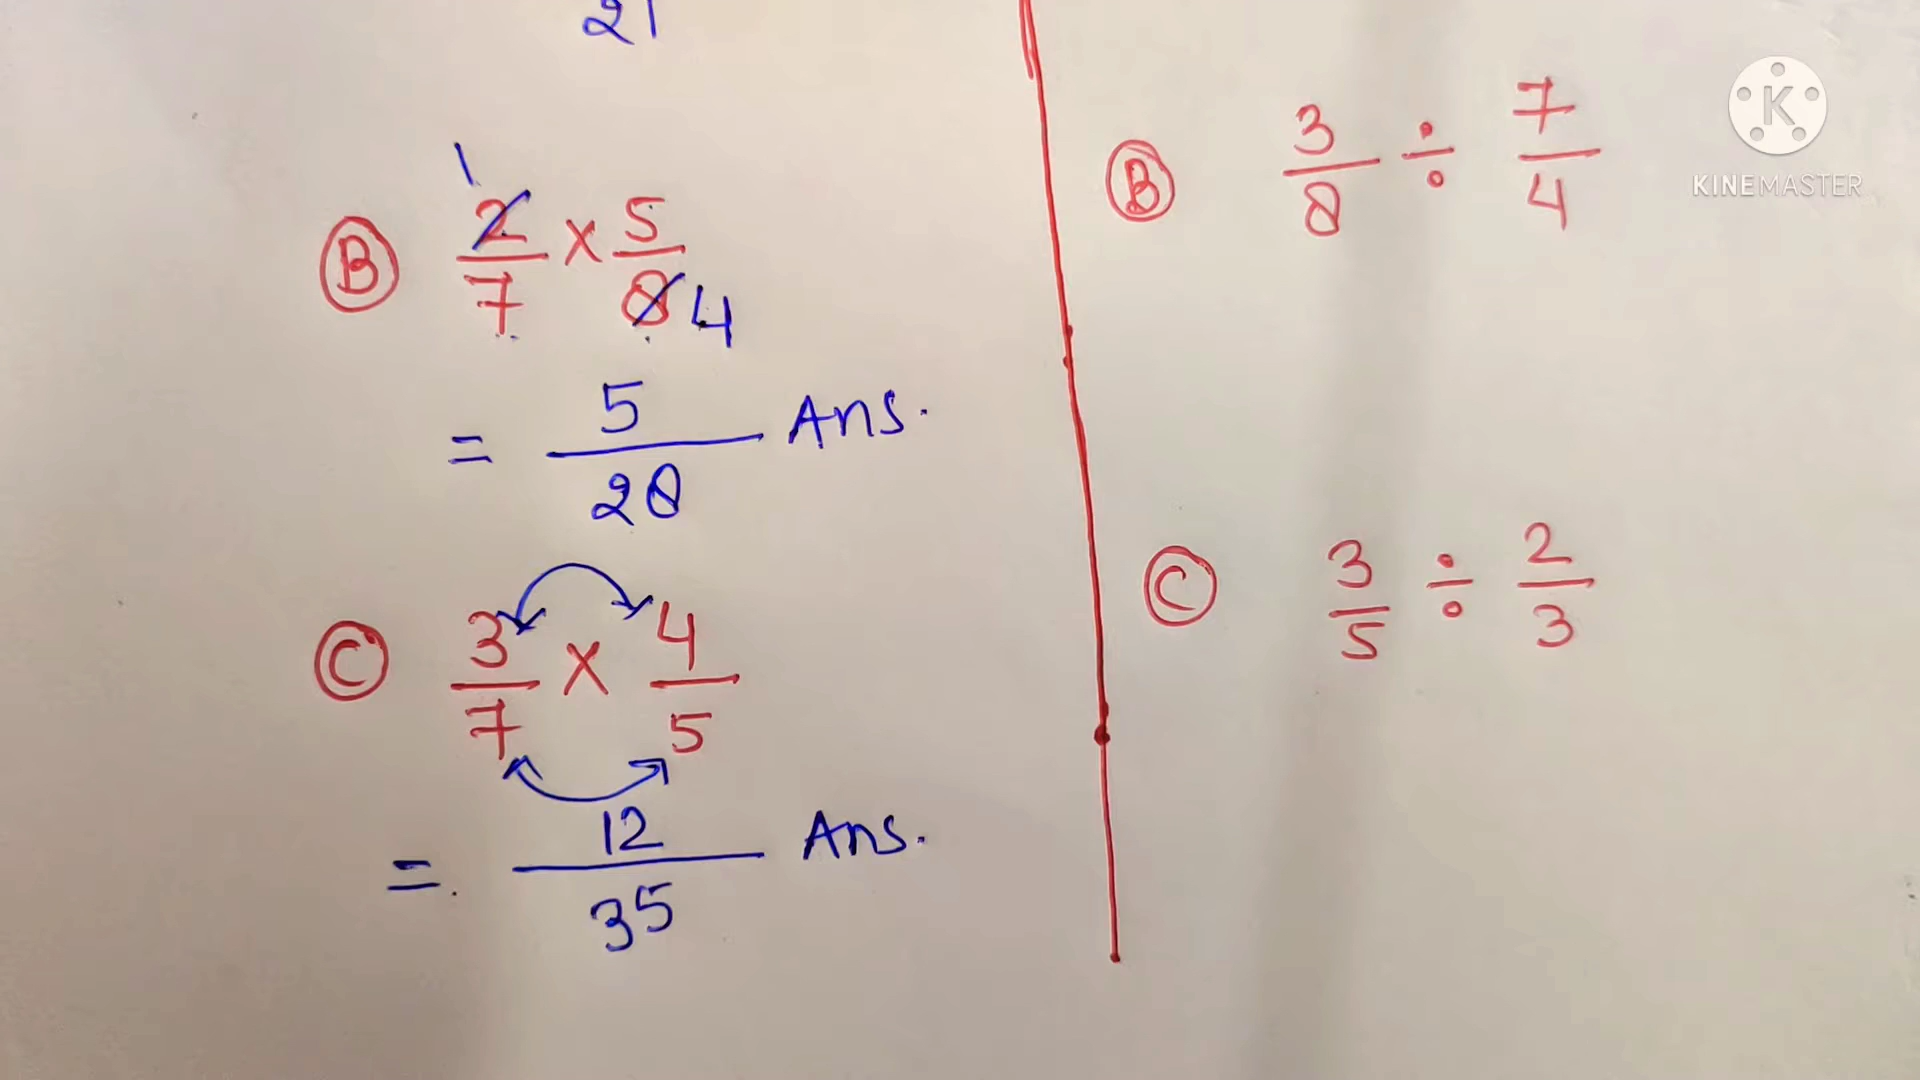 21
1
(B) 2/7 × 5/8 4
= 5/28 Ans.
(C) 3/7 × 4/5
= 12/35 Ans.
(B) 3/8 ÷ 7/4
(C) 3/5 ÷ 2/3
KINEMASTER